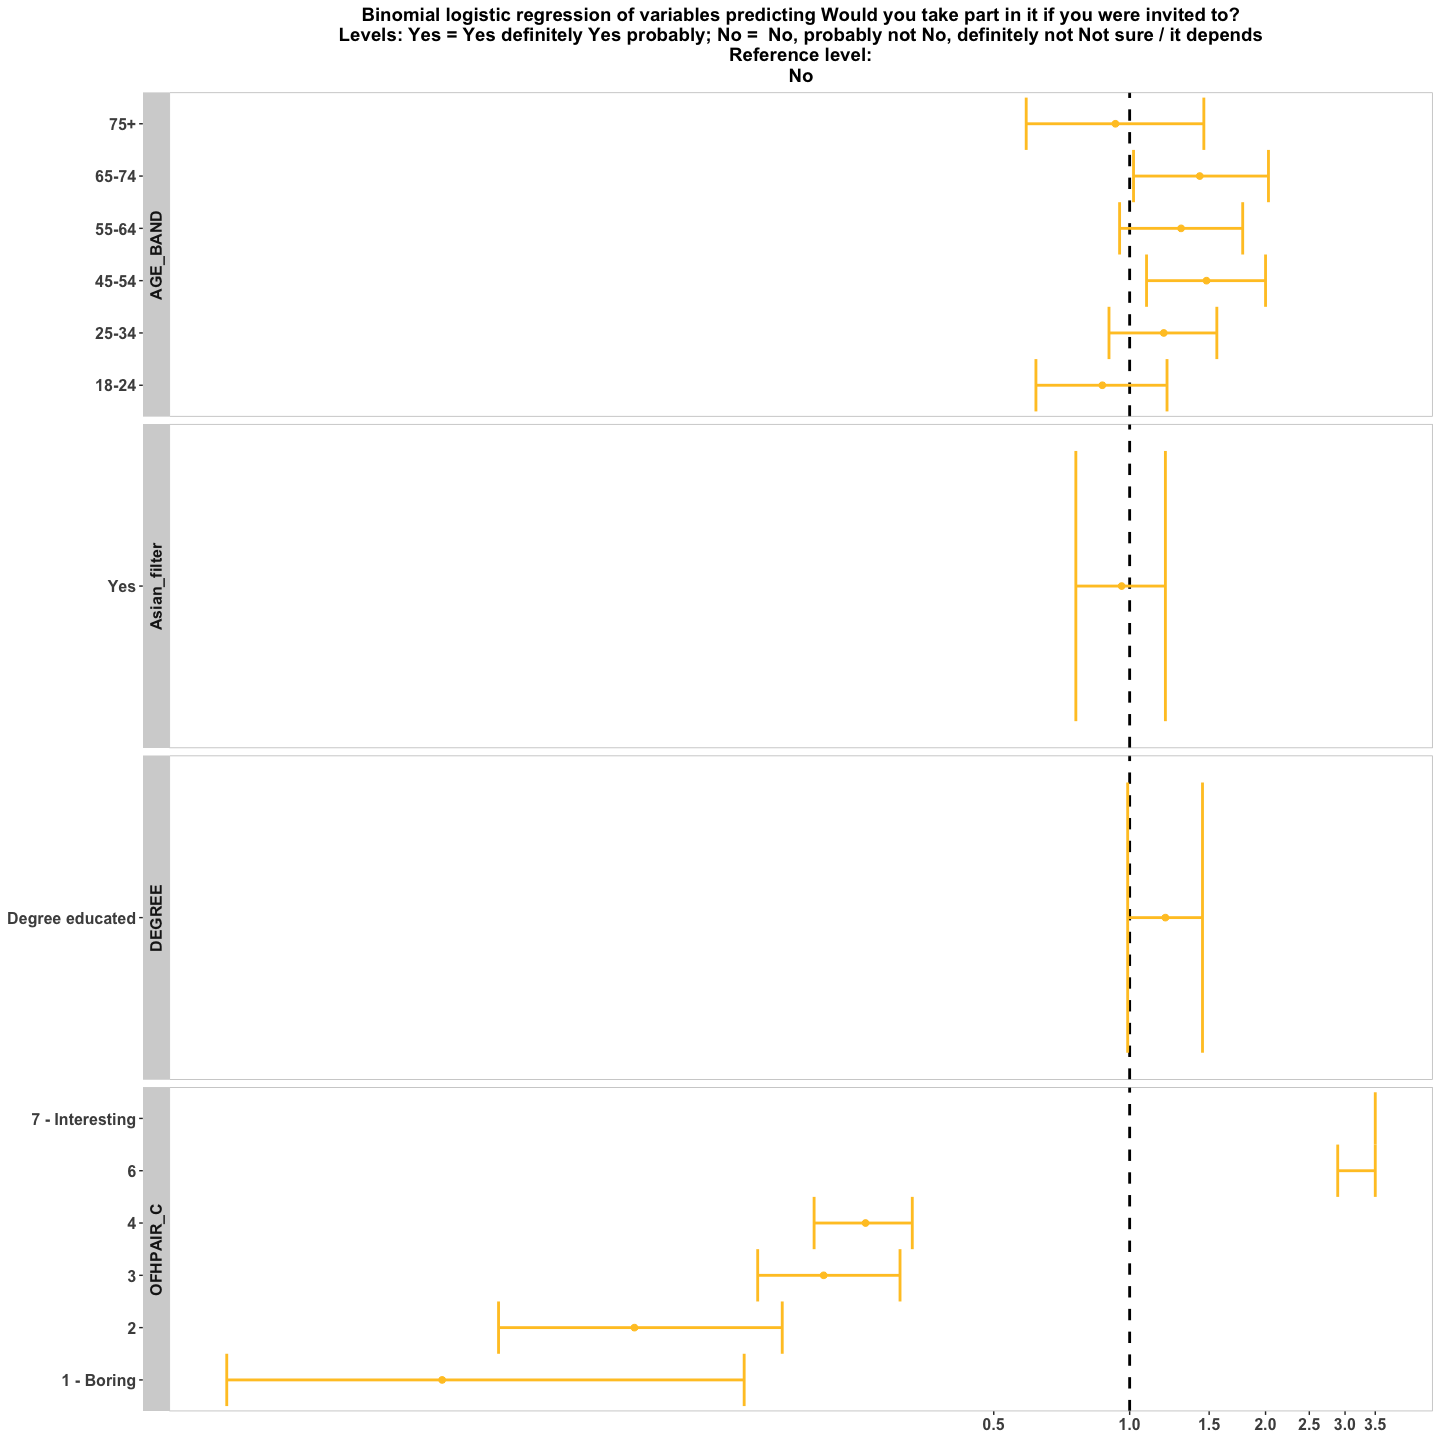 Binomial logistic regression of variables predicting Would you take part in it if you were invited to?
Levels: Yes = Yes definitely Yes probably; No =  No, probably not No, definitely not Not sure / it depends
Reference level:
No
AGE_BAND
75+
65-74
55-64
45-54
25-34
18-24
Asian_filter
Yes
DEGREE
Degree educated
OFHPAIR_C
7 - Interesting
6
4
3
2
1 - Boring
0.5 1.0 1.5 2.0 2.5 3.0 3.5